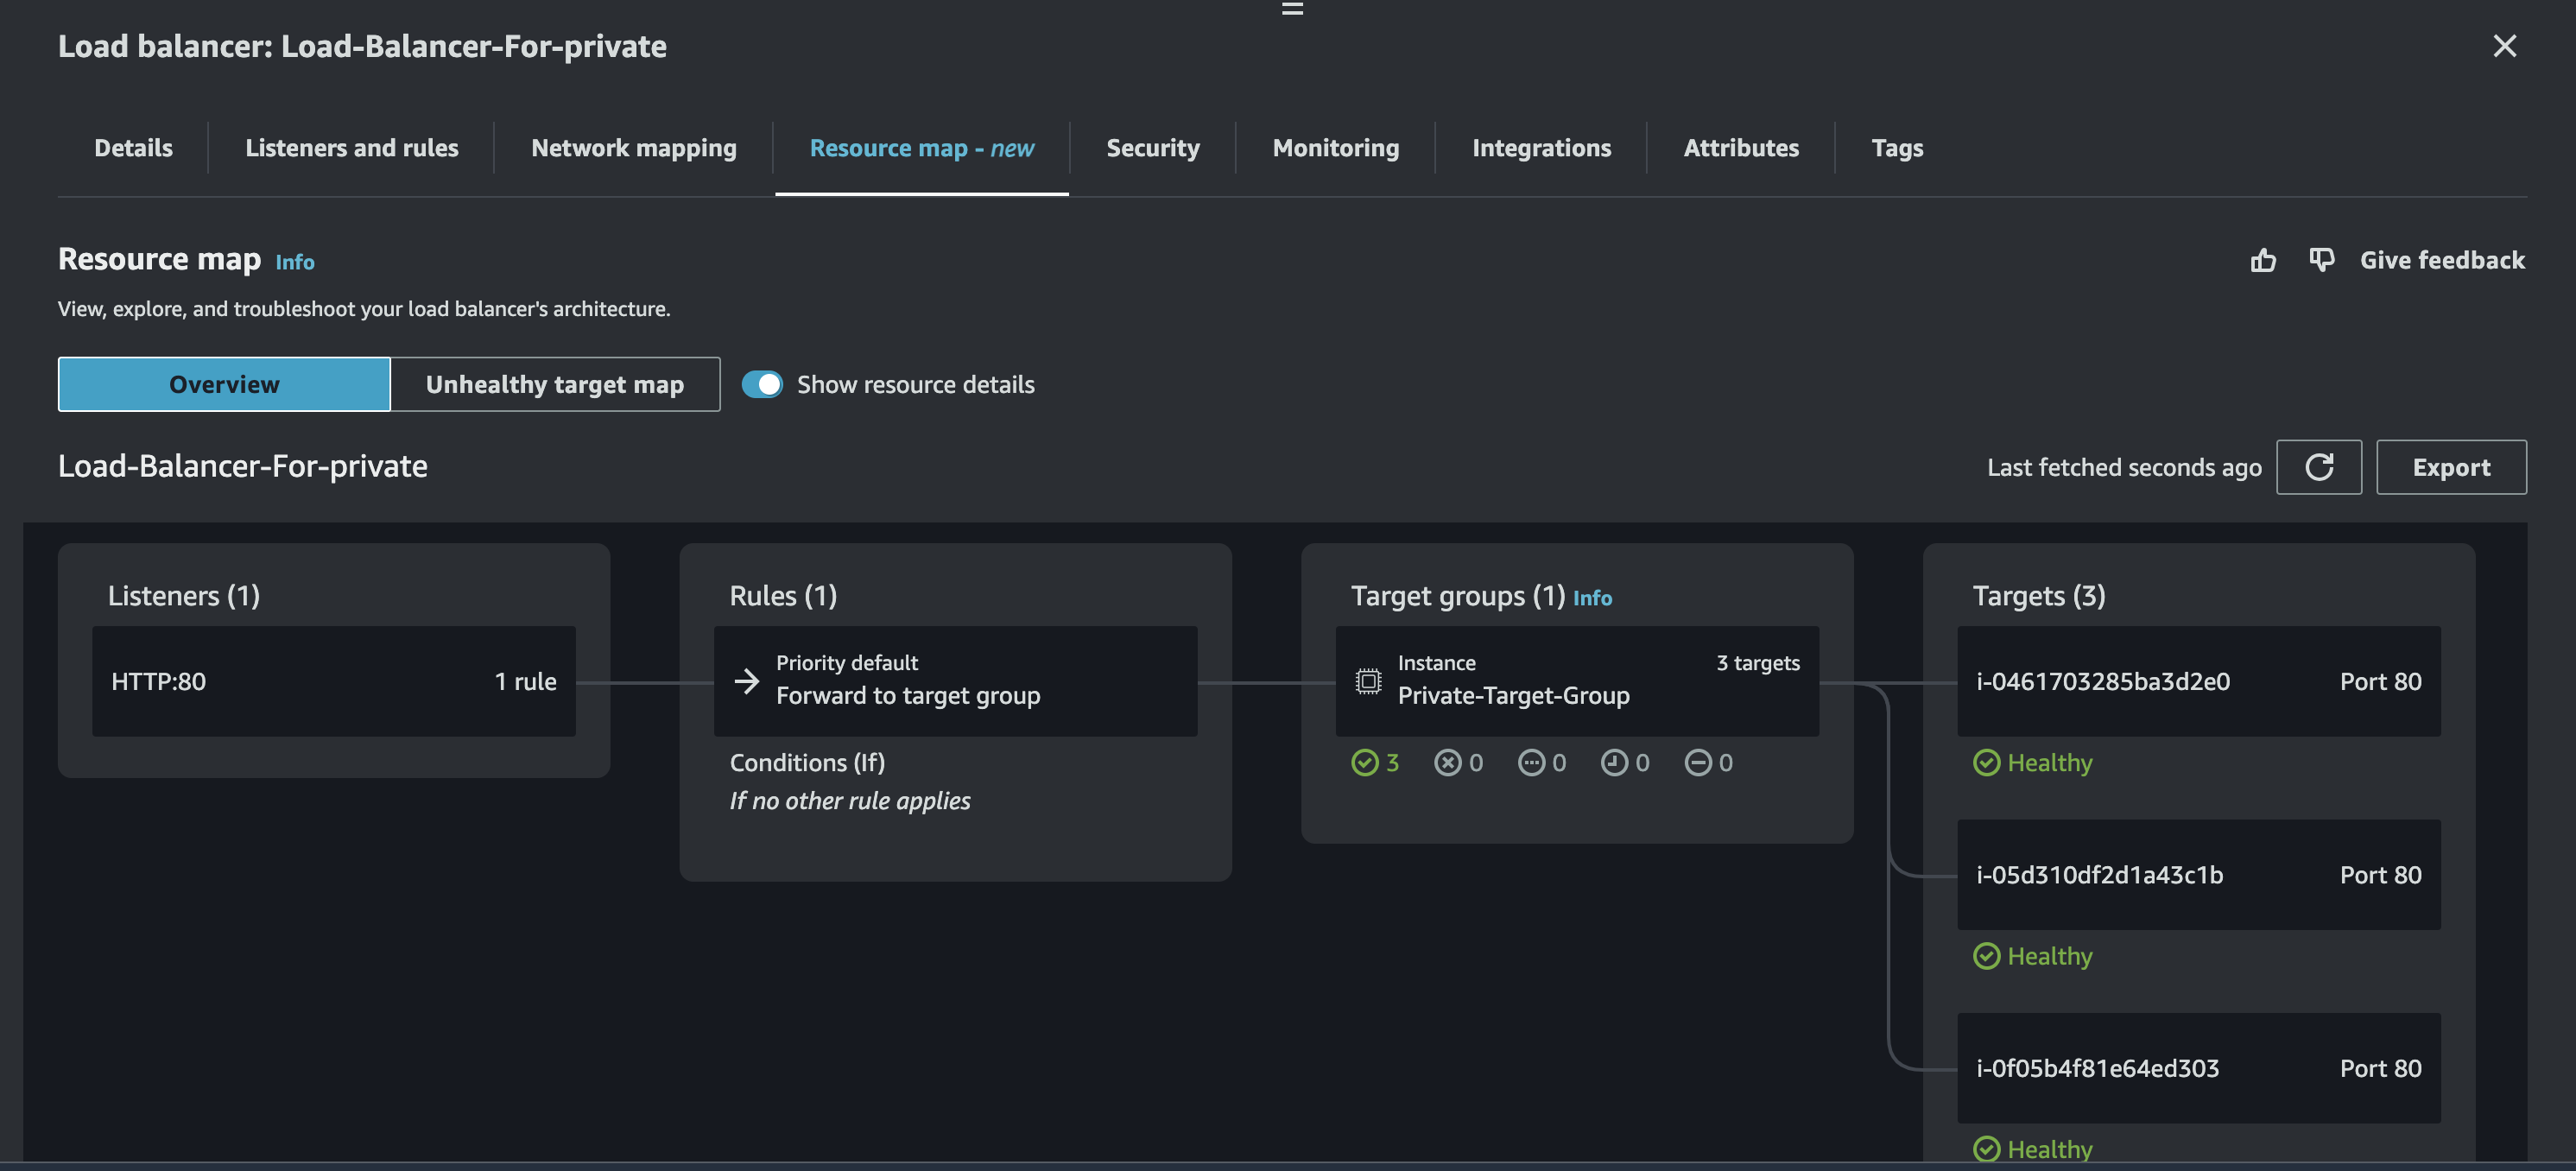 Load balancer: Load-Balancer-For-private
Details
Listeners and rules
Network mapping
Resource map - new
Security
Monitoring
Integrations
Attributes
Tags
Resource map Info
Give feedback
View, explore, and troubleshoot your load balancer's architecture.
Overview
Unhealthy target map
Show resource details
Load-Balancer-For-private
Last fetched seconds ago
Export
Listeners (1)
HTTP:80 1 rule
Rules (1)
Priority default
Forward to target group
Conditions (If)
If no other rule applies
Target groups (1) Info
Instance 3 targets
Private-Target-Group
3 0 0 0 0
Targets (3)
i-0461703285ba3d2e0 Port 80
Healthy
i-05d310df2d1a43c1b Port 80
Healthy
i-0f05b4f81e64ed303 Port 80
Healthy